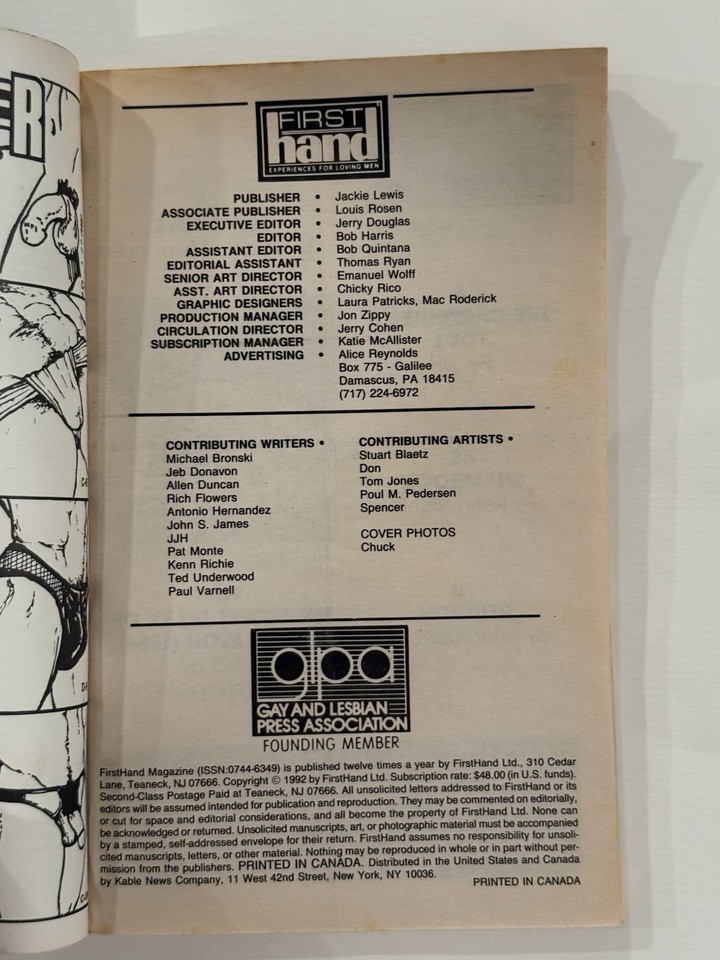 ER
FIRST
hand
EXPERIENCES FOR LOVING MEN
PUBLISHER • Jackie Lewis
ASSOCIATE PUBLISHER • Louis Rosen
EXECUTIVE EDITOR • Jerry Douglas
EDITOR • Bob Harris
ASSISTANT EDITOR • Bob Quintana
EDITORIAL ASSISTANT • Thomas Ryan
SENIOR ART DIRECTOR • Emanuel Wolff
ASST. ART DIRECTOR • Chicky Rico
GRAPHIC DESIGNERS • Laura Patricks, Mac Roderick
PRODUCTION MANAGER • Jon Zippy
CIRCULATION DIRECTOR • Jerry Cohen
SUBSCRIPTION MANAGER • Katie McAllister
ADVERTISING • Alice Reynolds
Box 775 - Galilee
Damascus, PA 18415
(717) 224-6972
CONTRIBUTING WRITERS •
Michael Bronski
Jeb Donavon
Allen Duncan
Rich Flowers
Antonio Hernandez
John S. James
JJH
Pat Monte
Kenn Richie
Ted Underwood
Paul Varnell
CONTRIBUTING ARTISTS •
Stuart Blaetz
Don
Tom Jones
Poul M. Pedersen
Spencer
COVER PHOTOS
Chuck
glpa
GAY AND LESBIAN
PRESS ASSOCIATION
FOUNDING MEMBER
FirstHand Magazine (ISSN:0744-6349) is published twelve times a year by FirstHand Ltd., 310 Cedar
Lane, Teaneck, NJ 07666. Copyright © 1992 by FirstHand Ltd. Subscription rate: $48.00 (in U.S. funds).
Second-Class Postage Paid at Teaneck, NJ 07666. All unsolicited letters addressed to FirstHand or its
editors will be assumed intended for publication and reproduction. They may be commented on editorially,
or cut for space and editorial considerations, and all become the property of FirstHand Ltd. None can
be acknowledged or returned. Unsolicited manuscripts, art, or photographic material must be accompanied
by a stamped, self-addressed envelope for their return. FirstHand assumes no responsibility for unsoli-
cited manuscripts, letters, or other material. Nothing may be reproduced in whole or in part without per-
mission from the publishers. PRINTED IN CANADA. Distributed in the United States and Canada
by Kable News Company, 11 West 42nd Street, New York, NY 10036.
PRINTED IN CANADA